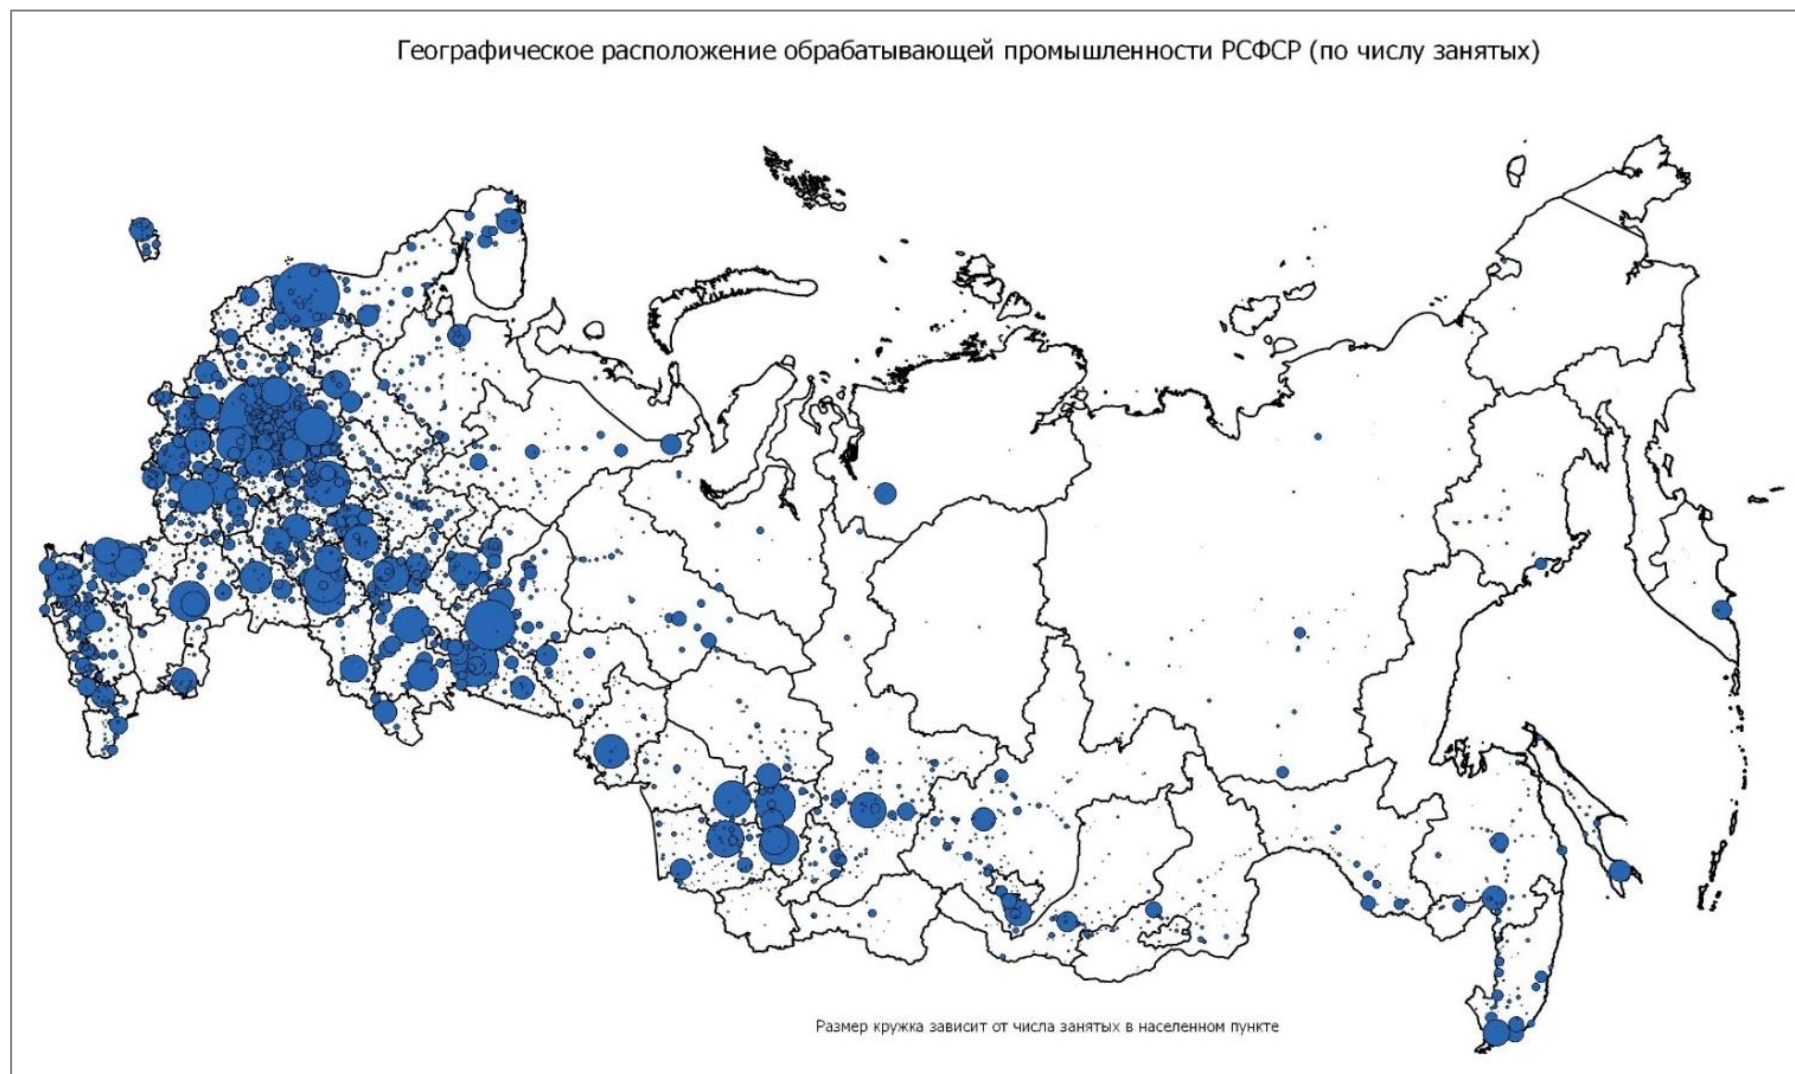 Географическое расположение обрабатывающей промышленности РСФСР (по числу занятых)
Размер кружка зависит от числа занятых в населенном пункте